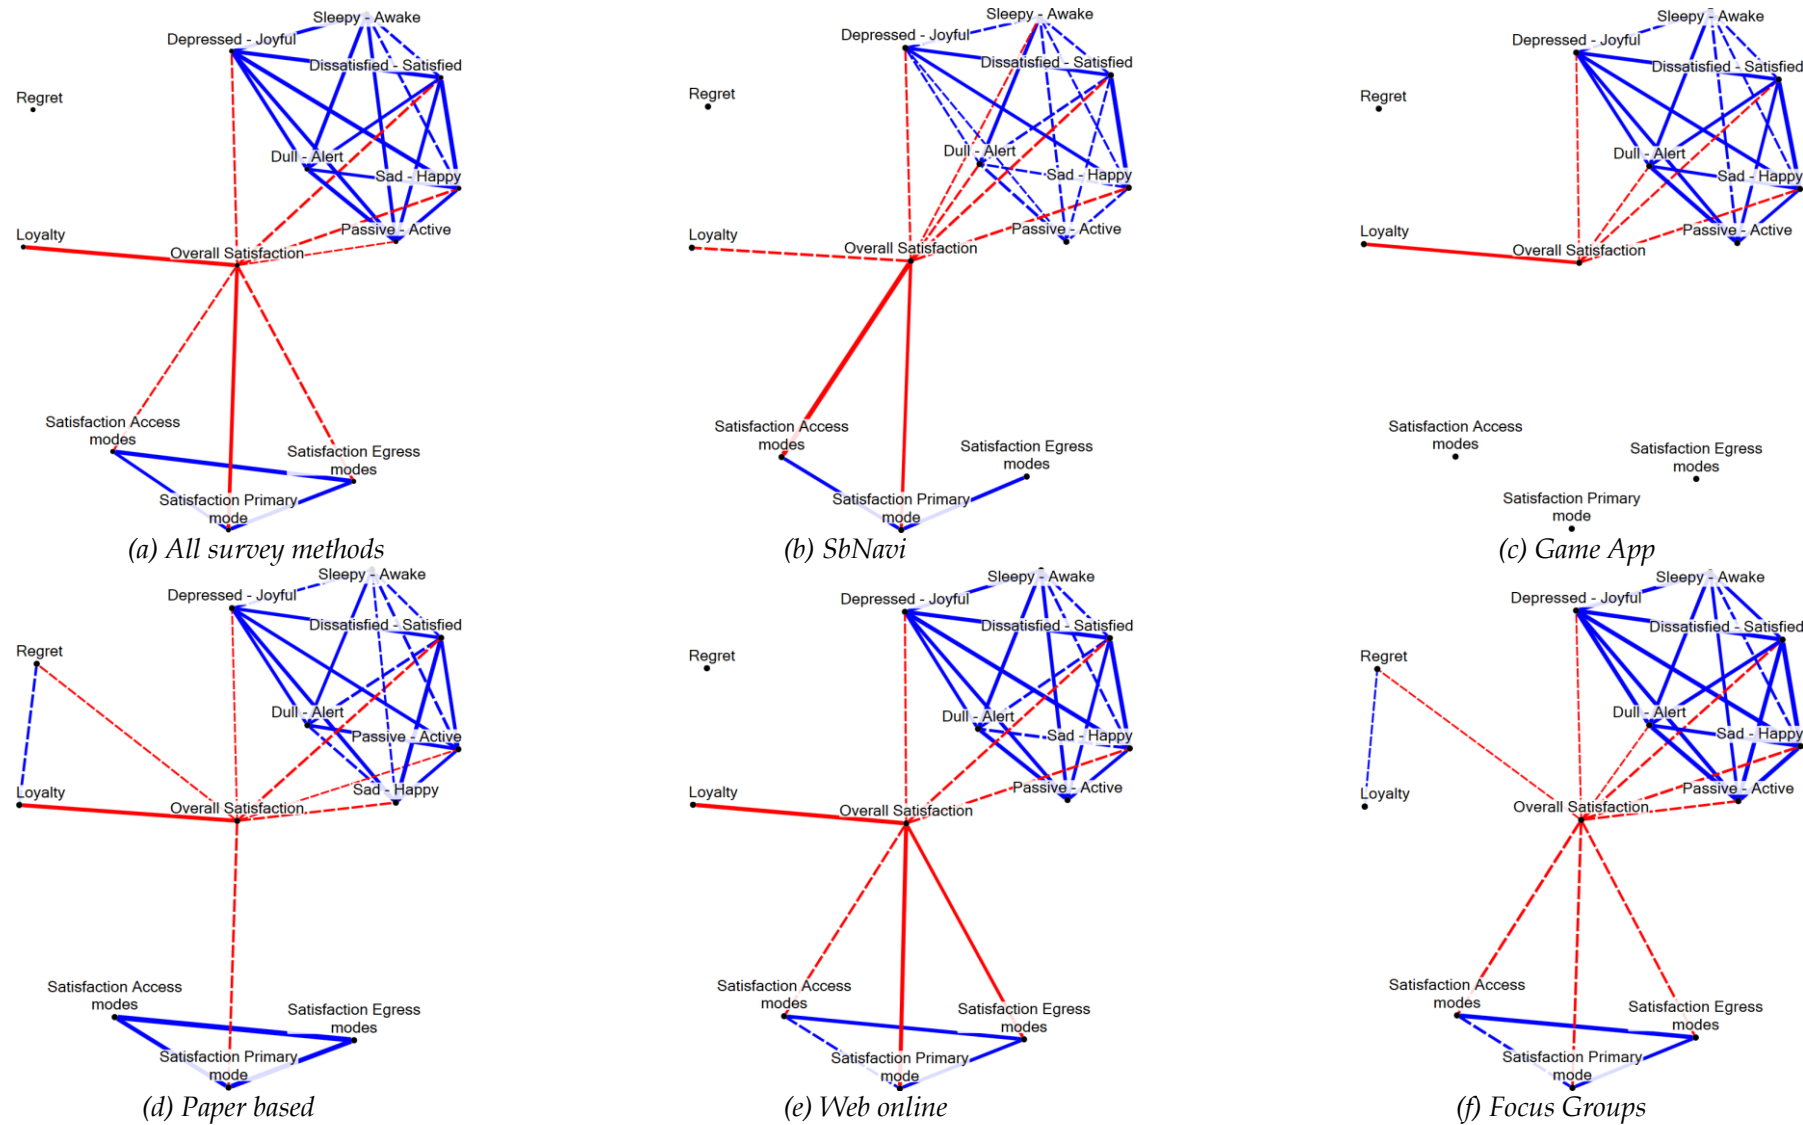 Sleepy - Awake
Depressed - Joyful
Dissatisfied - Satisfied
Regret
Dull - Alert
Sad - Happy
Passive - Active
Loyalty
Overall Satisfaction
Satisfaction Access
modes
Satisfaction Egress
modes
Satisfaction Primary
mode
(a) All survey methods
Sleepy - Awake
Depressed - Joyful
Dissatisfied - Satisfied
Regret
Dull - Alert
Sad - Happy
Passive - Active
Loyalty
Overall Satisfaction
Satisfaction Access
modes
Satisfaction Egress
modes
Satisfaction Primary
mode
(b) SbNavi
Sleepy - Awake
Depressed - Joyful
Dissatisfied - Satisfied
Regret
Dull - Alert
Sad - Happy
Passive - Active
Loyalty
Overall Satisfaction
Satisfaction Access
modes
Satisfaction Egress
modes
Satisfaction Primary
mode
(c) Game App
Sleepy - Awake
Depressed - Joyful
Dissatisfied - Satisfied
Regret
Dull - Alert
Passive - Active
Sad - Happy
Loyalty
Overall Satisfaction
Satisfaction Access
modes
Satisfaction Egress
modes
Satisfaction Primary
mode
(d) Paper based
Sleepy - Awake
Depressed - Joyful
Dissatisfied - Satisfied
Regret
Dull - Alert
Sad - Happy
Passive - Active
Loyalty
Overall Satisfaction
Satisfaction Access
modes
Satisfaction Egress
modes
Satisfaction Primary
mode
(e) Web online
Sleepy - Awake
Depressed - Joyful
Dissatisfied - Satisfied
Regret
Dull - Alert
Sad - Happy
Passive - Active
Loyalty
Overall Satisfaction
Satisfaction Access
modes
Satisfaction Egress
modes
Satisfaction Primary
mode
(f) Focus Groups